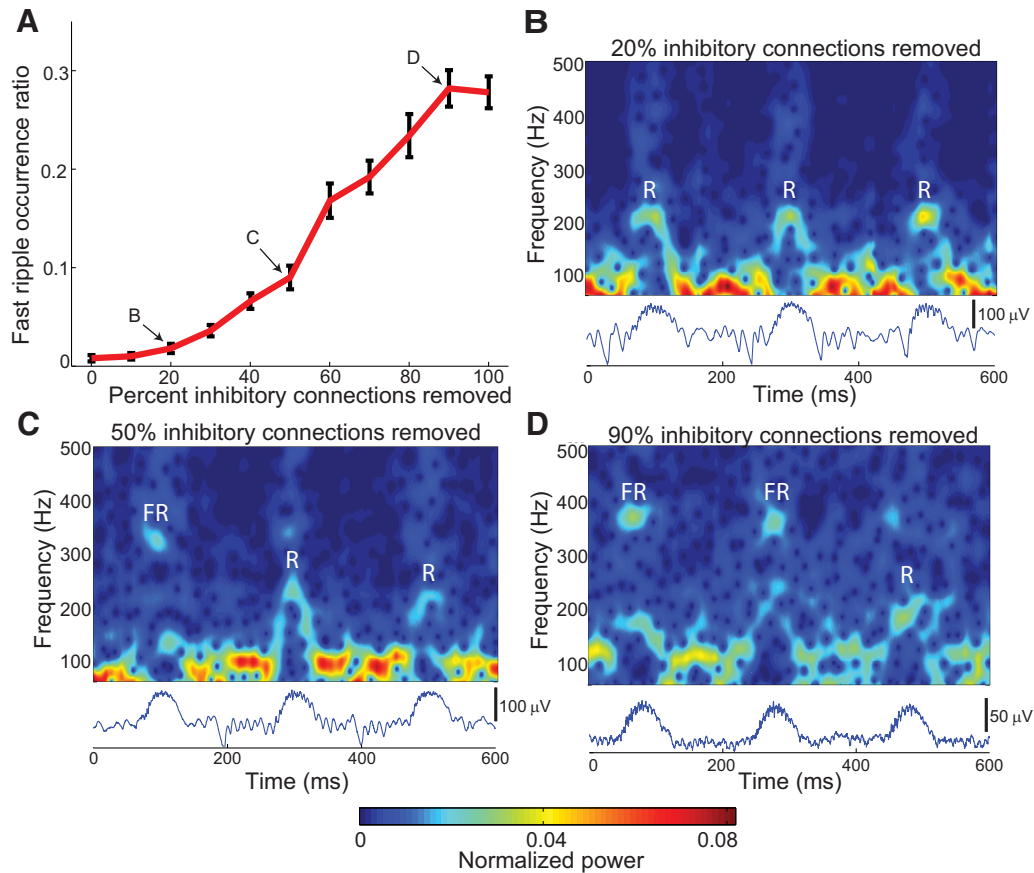 A
Fast ripple occurrence ratio
0.3
0.2
0.1
0
B
C
D
0 20 40 60 80 100
Percent inhibitory connections removed
B
20% inhibitory connections removed
Frequency (Hz)
500
400
300
200
100
R R R
100 μV
0 200 400 600
Time (ms)
C
50% inhibitory connections removed
Frequency (Hz)
500
400
300
200
100
FR
R
R
100 μV
0 200 400 600
Time (ms)
D
90% inhibitory connections removed
Frequency (Hz)
500
400
300
200
100
FR FR
R
50 μV
0 200 400 600
Time (ms)
0 0.04 0.08
Normalized power